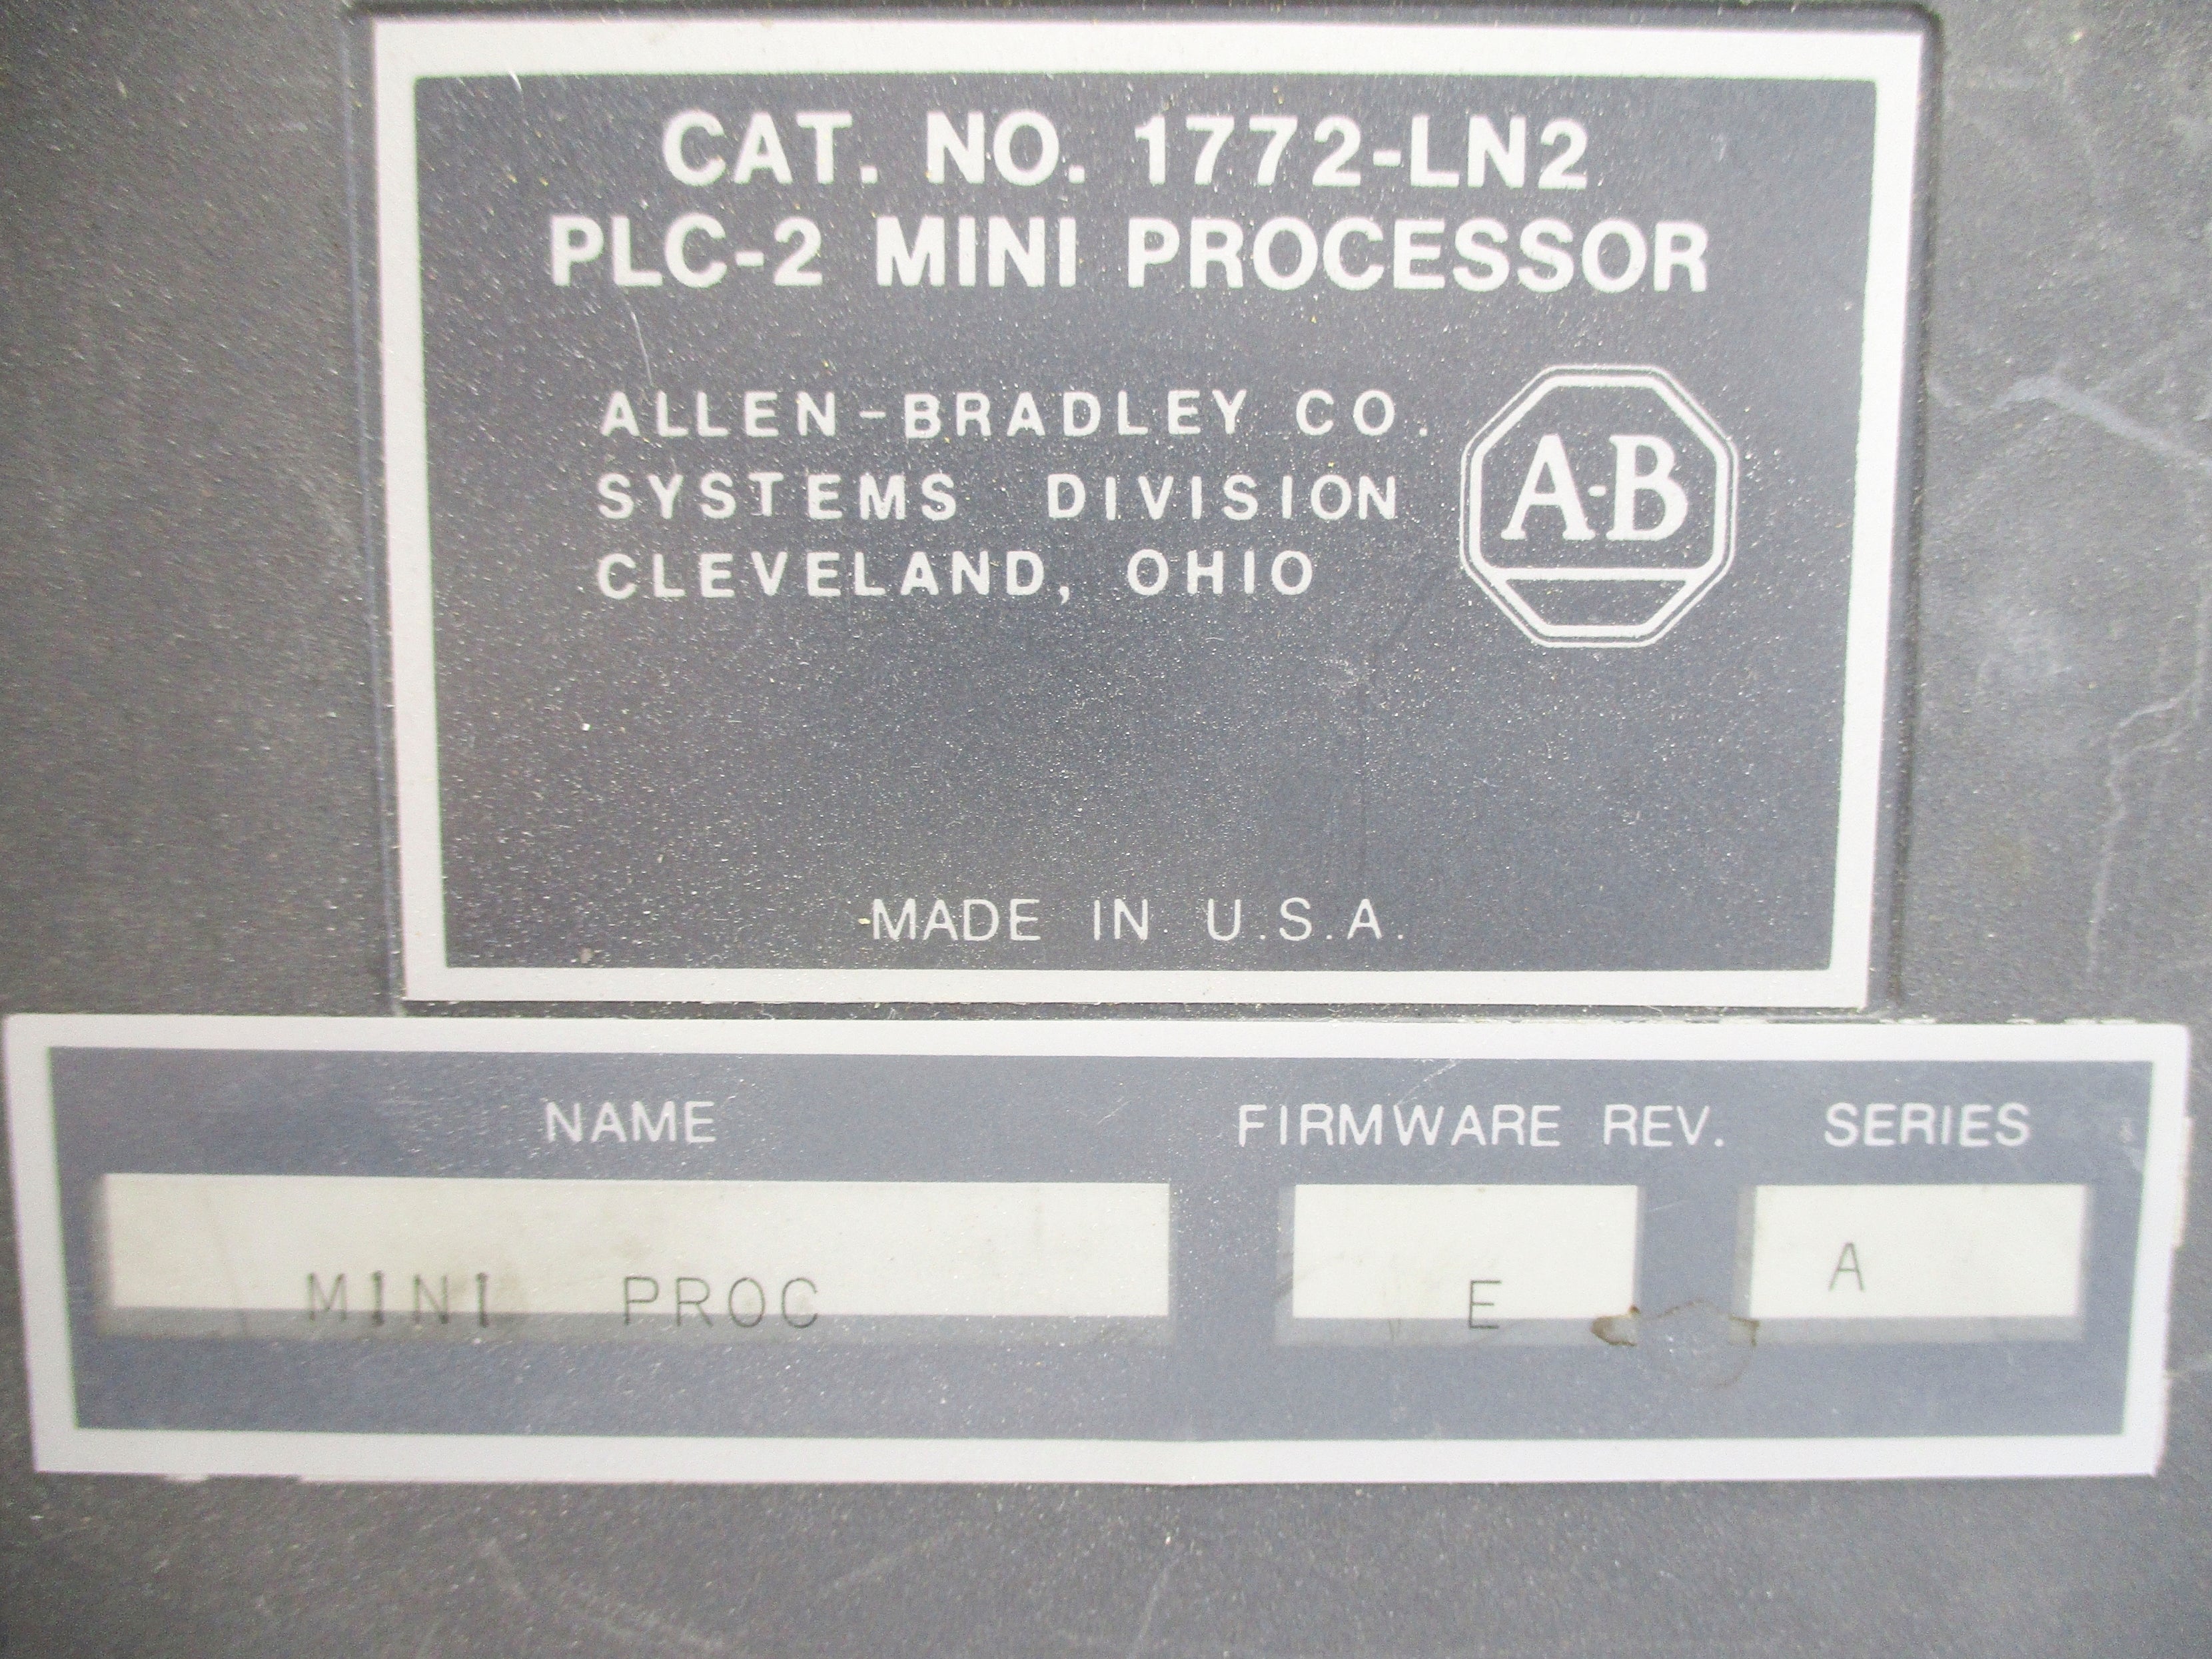 CAT. NO. 1772-LN2
PLC-2 MINI PROCESSOR
ALLEN-BRADLEY CO.
SYSTEMS DIVISION
CLEVELAND, OHIO
A-B
MADE IN U.S.A.
NAME FIRMWARE REV. SERIES
MINI PROC E A